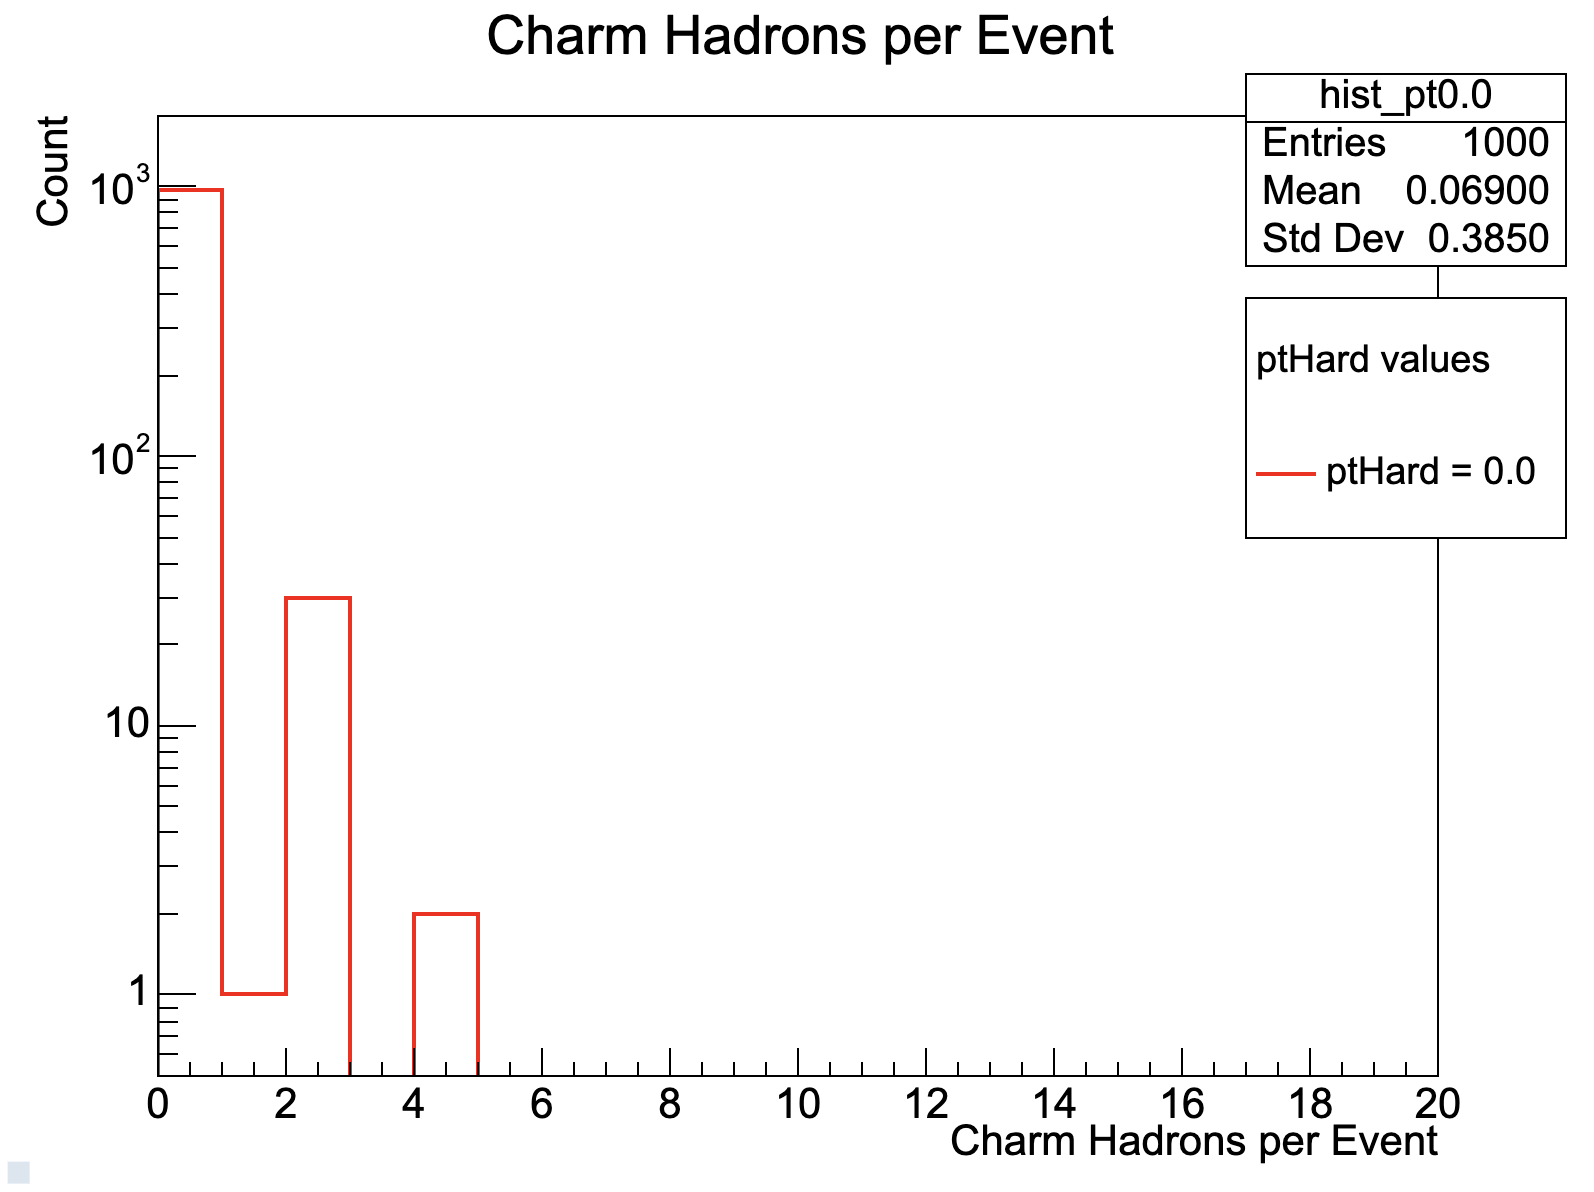 Charm Hadrons per Event
hist_pt0.0
Entries 1000
Mean 0.06900
Std Dev 0.3850
ptHard values
ptHard = 0.0
Count
10³
10²
10
1
0 2 4 6 8 10 12 14 16 18 20
Charm Hadrons per Event